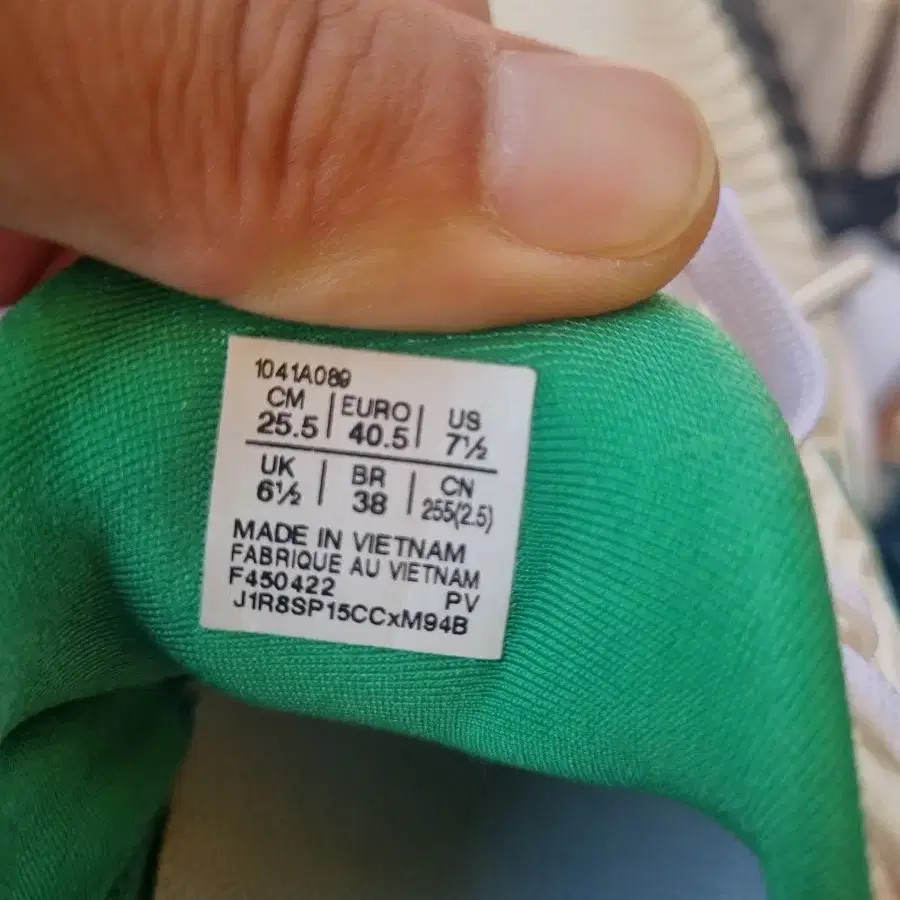 1041A089
CM | EURO | US
25.5 | 40.5 | 7½
UK | BR | CN
6½ | 38 | 255(2.5)
MADE IN VIETNAM
FABRIQUE AU VIETNAM
F450422 PV
J1R8SP15CCxM94B